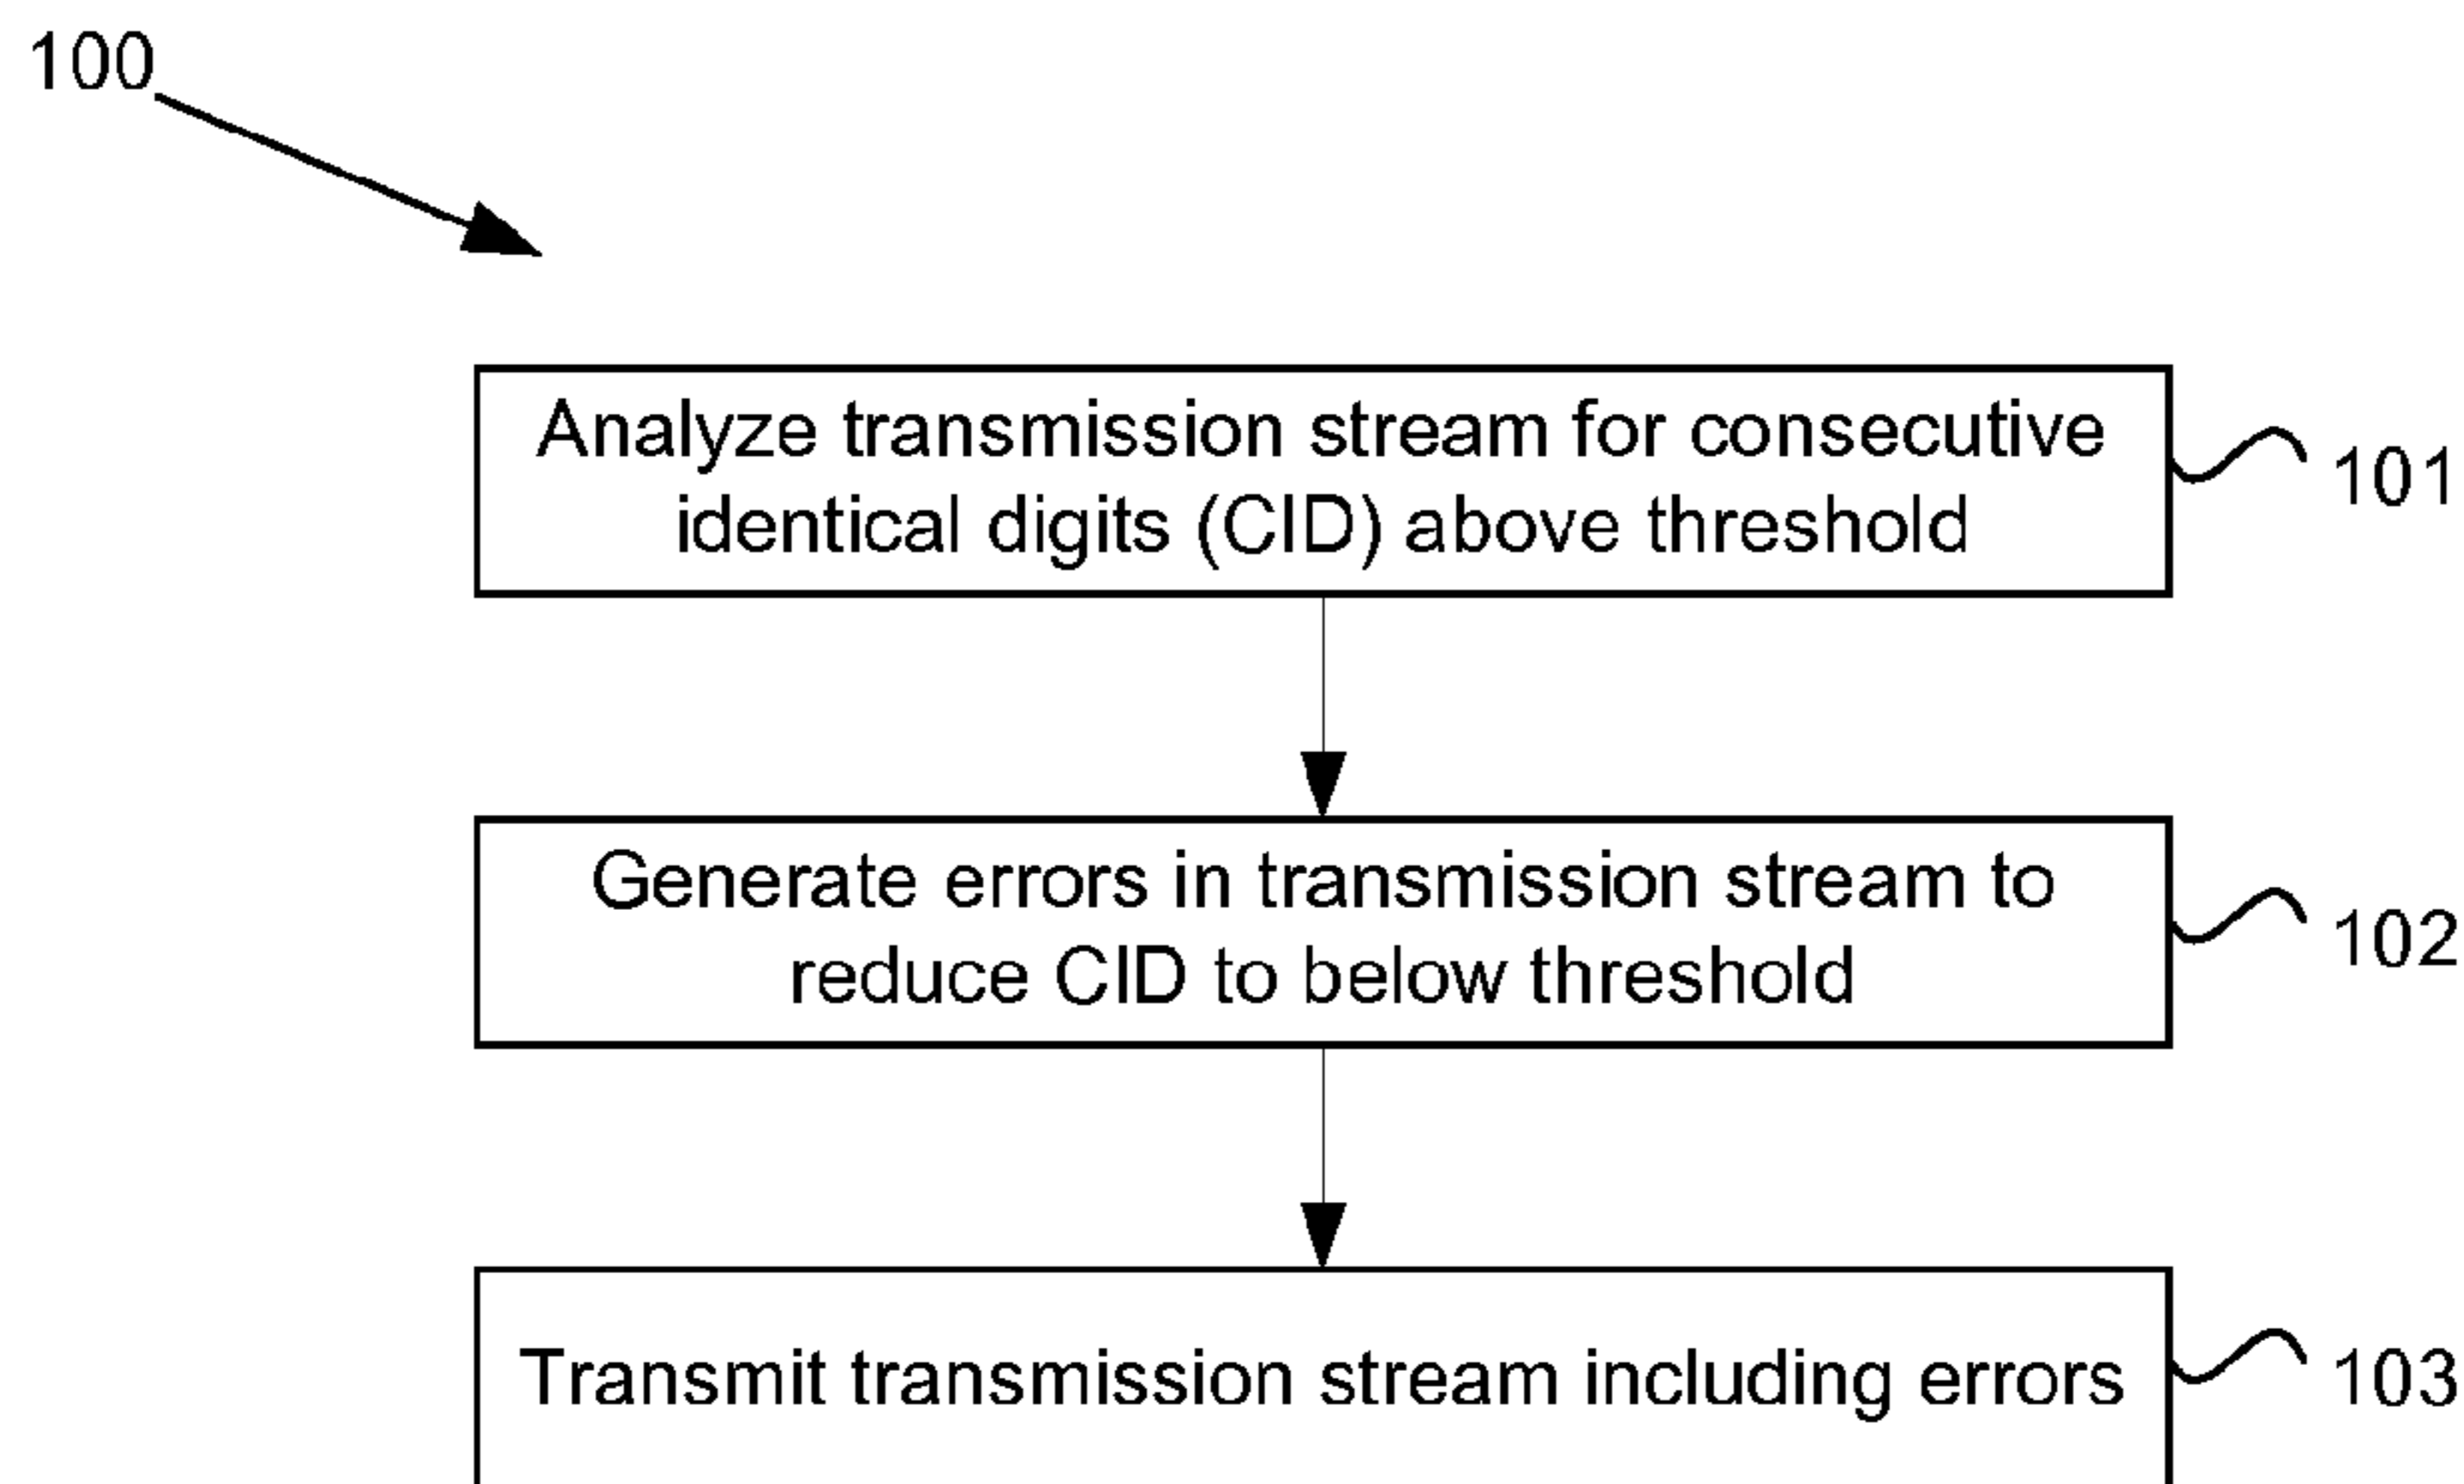 100
Analyze transmission stream for consecutive
identical digits (CID) above threshold
101
Generate errors in transmission stream to
reduce CID to below threshold
102
Transmit transmission stream including errors
103